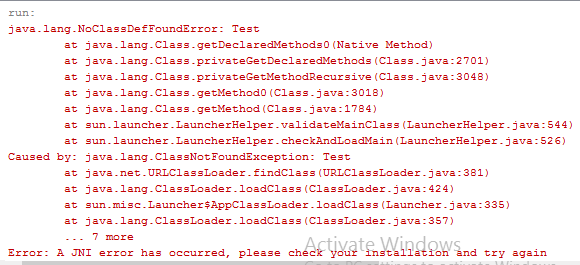 run:
java.lang.NoClassDefFoundError: Test
at java.lang.Class.getDeclaredMethods0(Native Method)
at java.lang.Class.privateGetDeclaredMethods(Class.java:2701)
at java.lang.Class.privateGetMethodRecursive(Class.java:3048)
at java.lang.Class.getMethod0(Class.java:3018)
at java.lang.Class.getMethod(Class.java:1784)
at sun.launcher.LauncherHelper.validateMainClass(LauncherHelper.java:544)
at sun.launcher.LauncherHelper.checkAndLoadMain(LauncherHelper.java:526)
Caused by: java.lang.ClassNotFoundException: Test
at java.net.URLClassLoader.findClass(URLClassLoader.java:381)
at java.lang.ClassLoader.loadClass(ClassLoader.java:424)
at sun.misc.Launcher$AppClassLoader.loadClass(Launcher.java:335)
at java.lang.ClassLoader.loadClass(ClassLoader.java:357)
... 7 more
Activate Windows
Error: A JNI error has occurred, please check your installation and try again